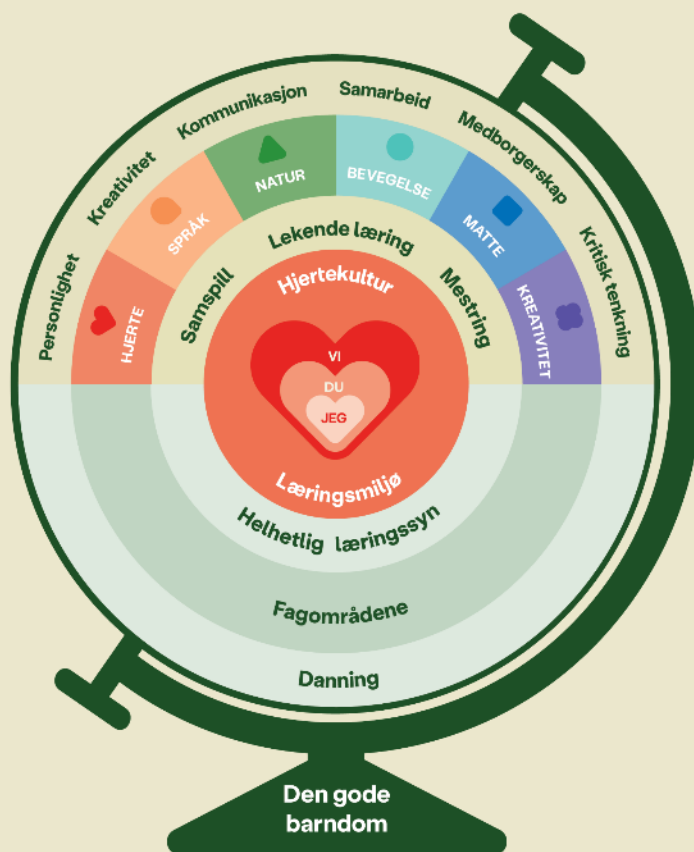 Personlighet
Kreativitet
Kommunikasjon
Samarbeid
Medborgerskap
Kritisk tenkning
HJERTE
SPRÅK
NATUR
BEVEGELSE
MATTE
KREATIVITET
Samspill
Lekende læring
Mestring
Hjertekultur
VI
DU
JEG
Læringsmiljø
Helhetlig læringssyn
Fagområdene
Danning
Den gode
barndom